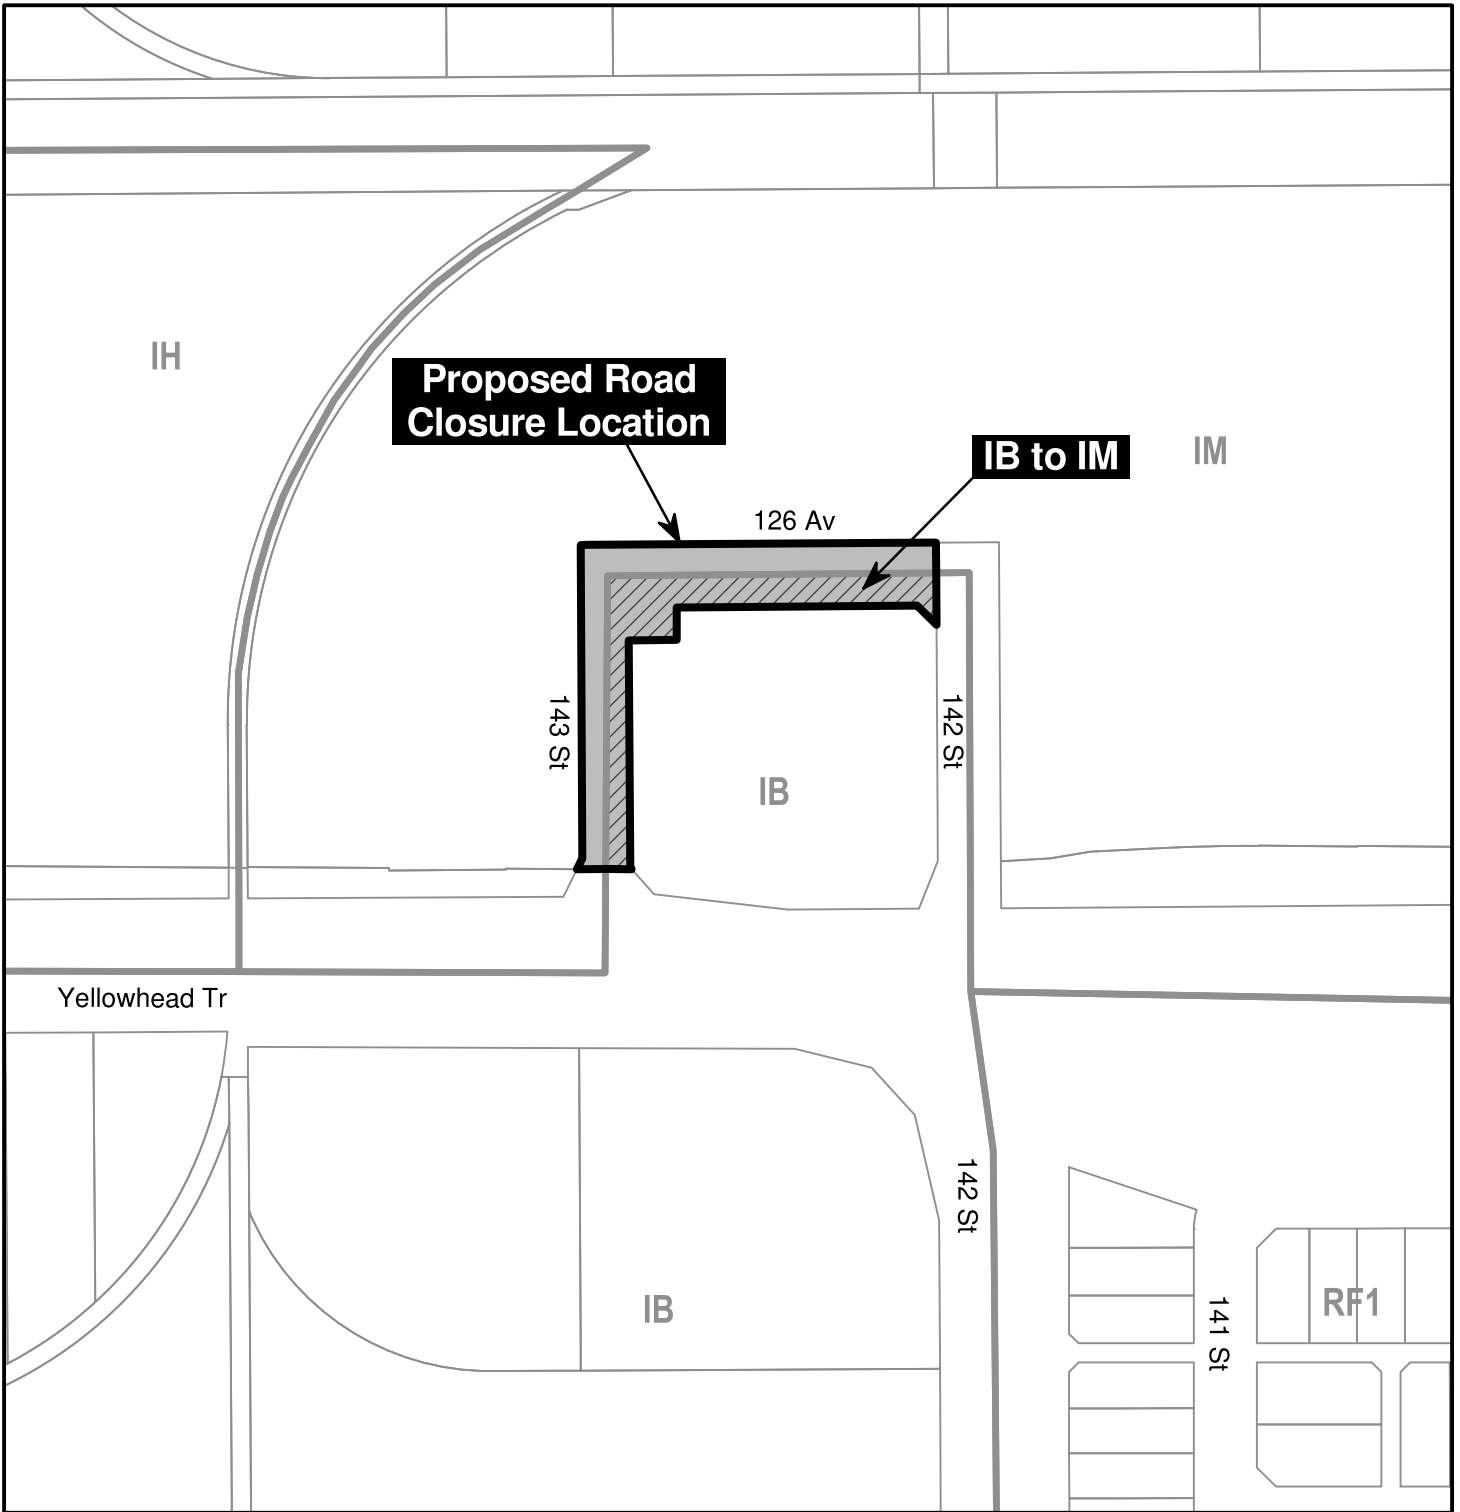 IH
Proposed Road
Closure Location
IB to IM
IM
126 Av
143 St
142 St
IB
Yellowhead Tr
142 St
IB
141 St
RF1